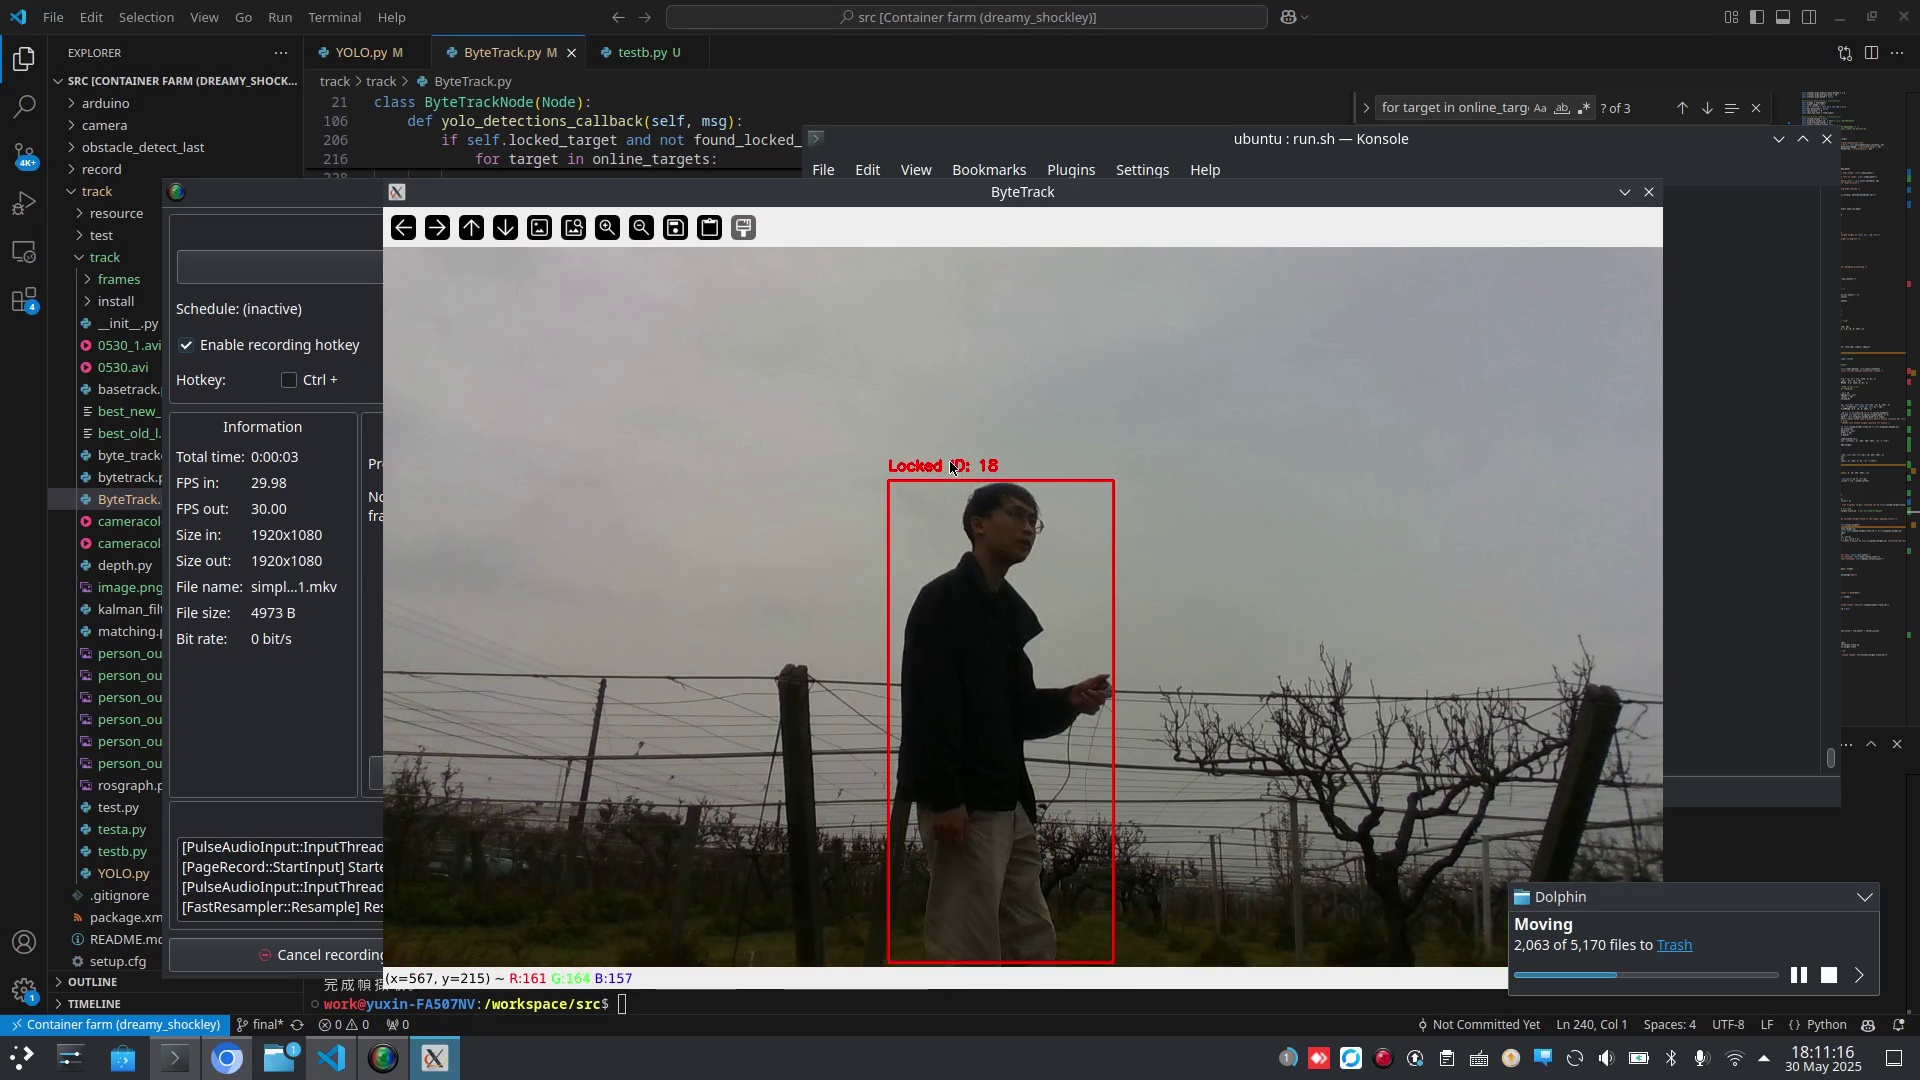 File Edit Selection View Go Run Terminal Help
src [Container farm (dreamy_shockley)]
EXPLORER
SRC [CONTAINER FARM (DREAMY_SHOCK...
arduino
camera
obstacle_detect_last
record
track
resource
test
track
frames
install
__init__.py
0530_1.avi
0530.avi
basetrack.
best_new_
best_old_l.
byte_track
bytetrack.p
ByteTrack.
cameracol
cameracol
depth.py
image.png
kalman_filt
matching.p
person_ou
person_ou
person_ou
person_ou
person_ou
person_ou
rosgraph.p
test.py
testa.py
testb.py
YOLO.py
.gitignore
package.xm
README.md
setup.cfg
OUTLINE
TIMELINE
4K+
4
1
YOLO.py M
ByteTrack.py M
testb.py U
track > track > ByteTrack.py
21 class ByteTrackNode(Node):
106 def yolo_detections_callback(self, msg):
206 if self.locked_target and not found_locked_
216 for target in online_targets:
for target in online_targ Aa ab ? of 3
ubuntu : run.sh — Konsole
File Edit View Bookmarks Plugins Settings Help
Schedule: (inactive)
Enable recording hotkey
Hotkey: Ctrl +
Information
Total time: 0:00:03
FPS in: 29.98
FPS out: 30.00
Size in: 1920x1080
Size out: 1920x1080
File name: simpl...1.mkv
File size: 4973 B
Bit rate: 0 bit/s
Pr
No
fra
[PulseAudioInput::InputThread
[PageRecord::StartInput] Starte
[PulseAudioInput::InputThread
[FastResampler::Resample] Res
Cancel recording
ByteTrack
Locked ID: 18
(x=567, y=215) ~ R:161 G:164 B:157
work@yuxin-FA507NV:/workspace/src$
Dolphin
Moving
2,063 of 5,170 files to Trash
Container farm (dreamy_shockley) final* 0 0 0
Not Committed Yet Ln 240, Col 1 Spaces: 4 UTF-8 LF {} Python
1
1
18:11:16
30 May 2025